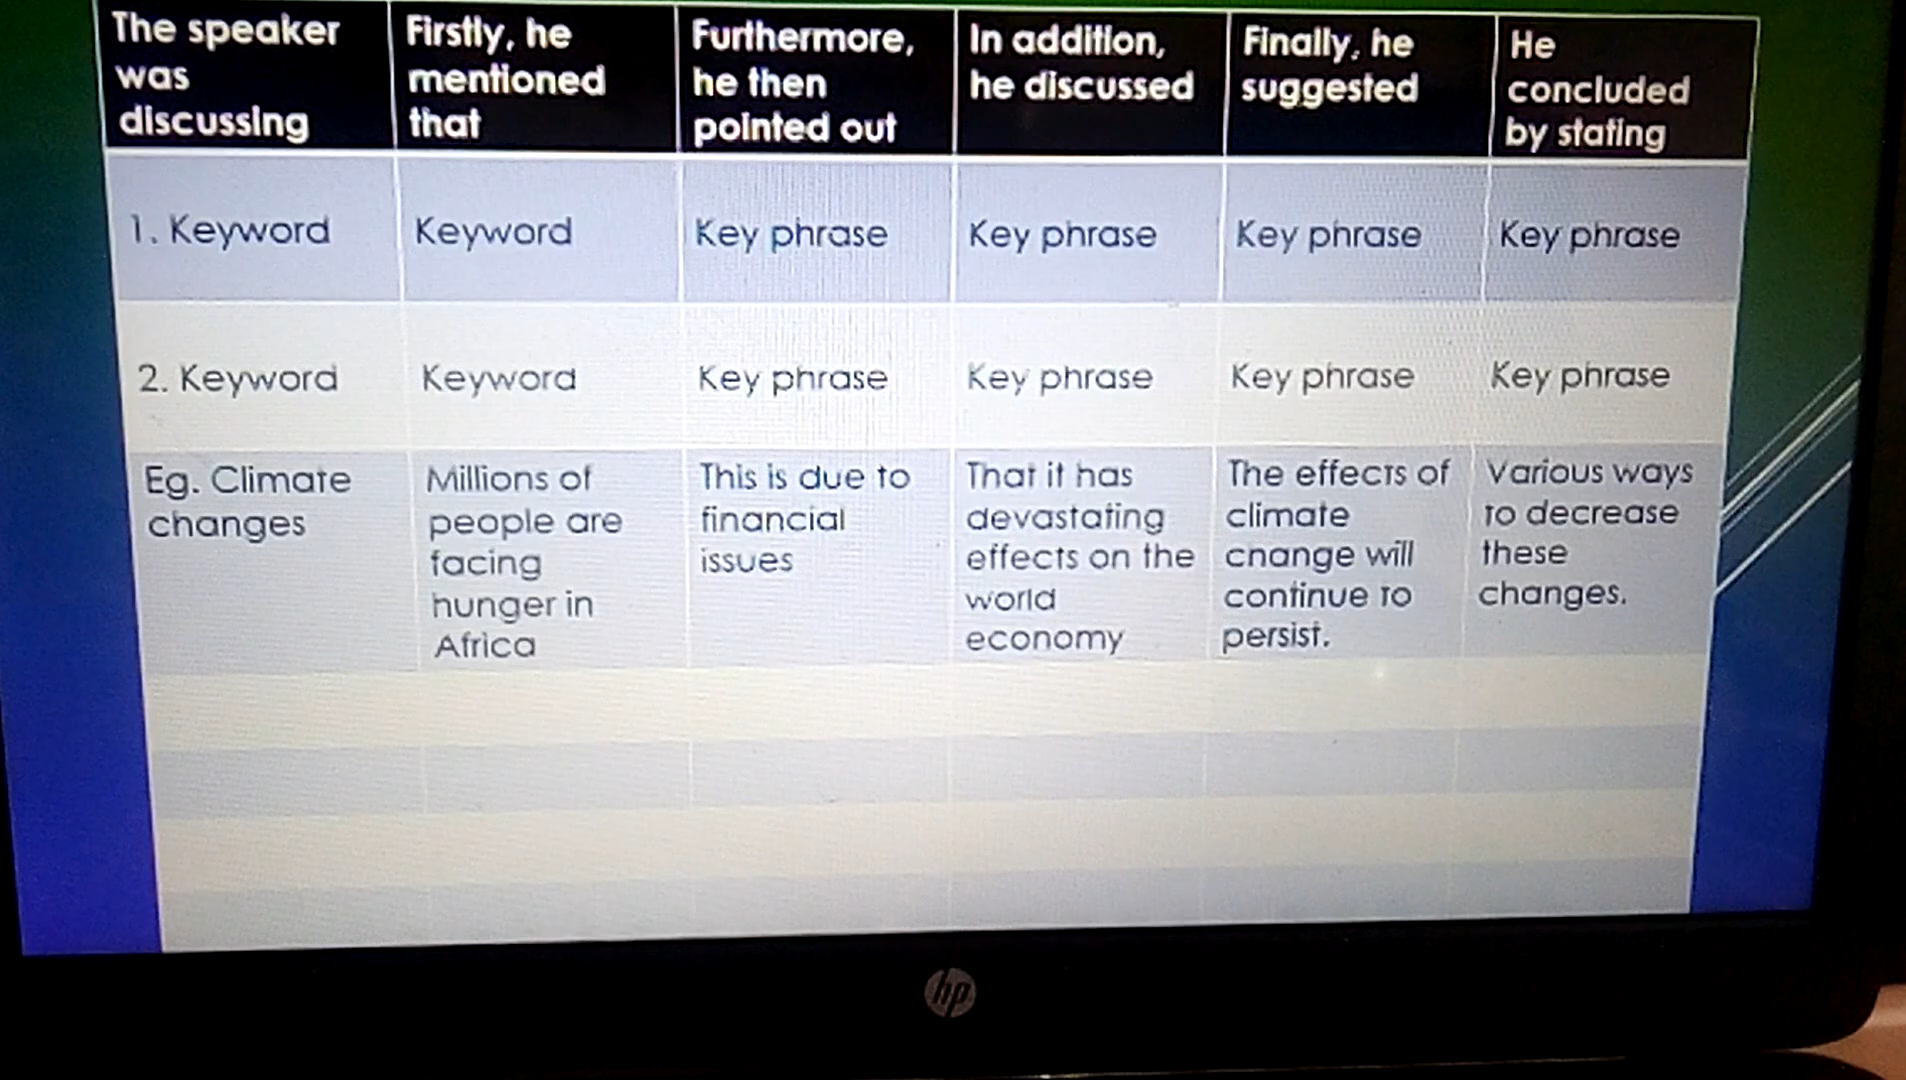 The speaker
was
discussing
Firstly, he
mentioned
that
Furthermore,
he then
pointed out
In addition,
he discussed
Finally, he
suggested
He
concluded
by stating
1. Keyword
Keyword
Key phrase
Key phrase
Key phrase
Key phrase
2. Keyword
Keyword
Key phrase
Key phrase
Key phrase
Key phrase
Eg. Climate
changes
Millions of
people are
facing
hunger in
Africa
This is due to
financial
issues
That it has
devastating
effects on the
world
economy
The effects of
climate
change will
continue to
persist.
Various ways
to decrease
these
changes.
hp